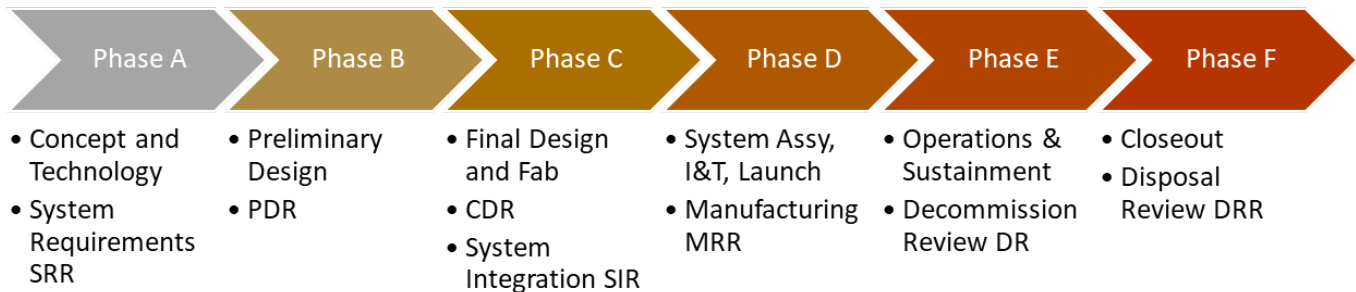 Phase A
Phase B
Phase C
Phase D
Phase E
Phase F
• Concept and
Technology
• System
Requirements
SRR
• Preliminary
Design
• PDR
• Final Design
and Fab
• CDR
• System
Integration SIR
• System Assy,
I&T, Launch
• Manufacturing
MRR
• Operations &
Sustainment
• Decommission
Review DR
• Closeout
• Disposal
Review DRR